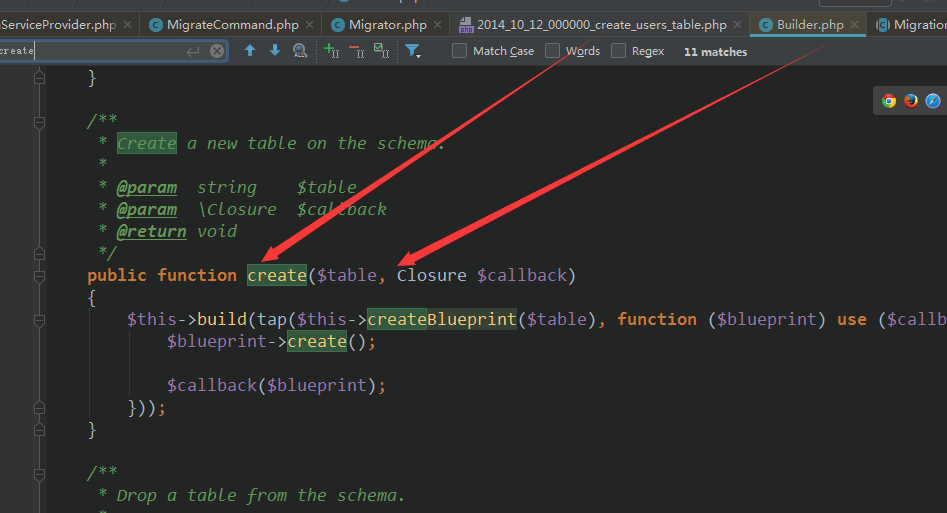 ServiceProvider.php MigrateCommand.php Migrator.php 2014_10_12_000000_create_users_table.php Builder.php Migration
create Match Case Words Regex 11 matches
}
/**
* Create a new table on the schema.
*
* @param string $table
* @param \Closure $callback
* @return void
*/
public function create($table, Closure $callback)
{
$this->build(tap($this->createBlueprint($table), function ($blueprint) use ($callb
$blueprint->create();
$callback($blueprint);
}));
}
/**
* Drop a table from the schema.
*